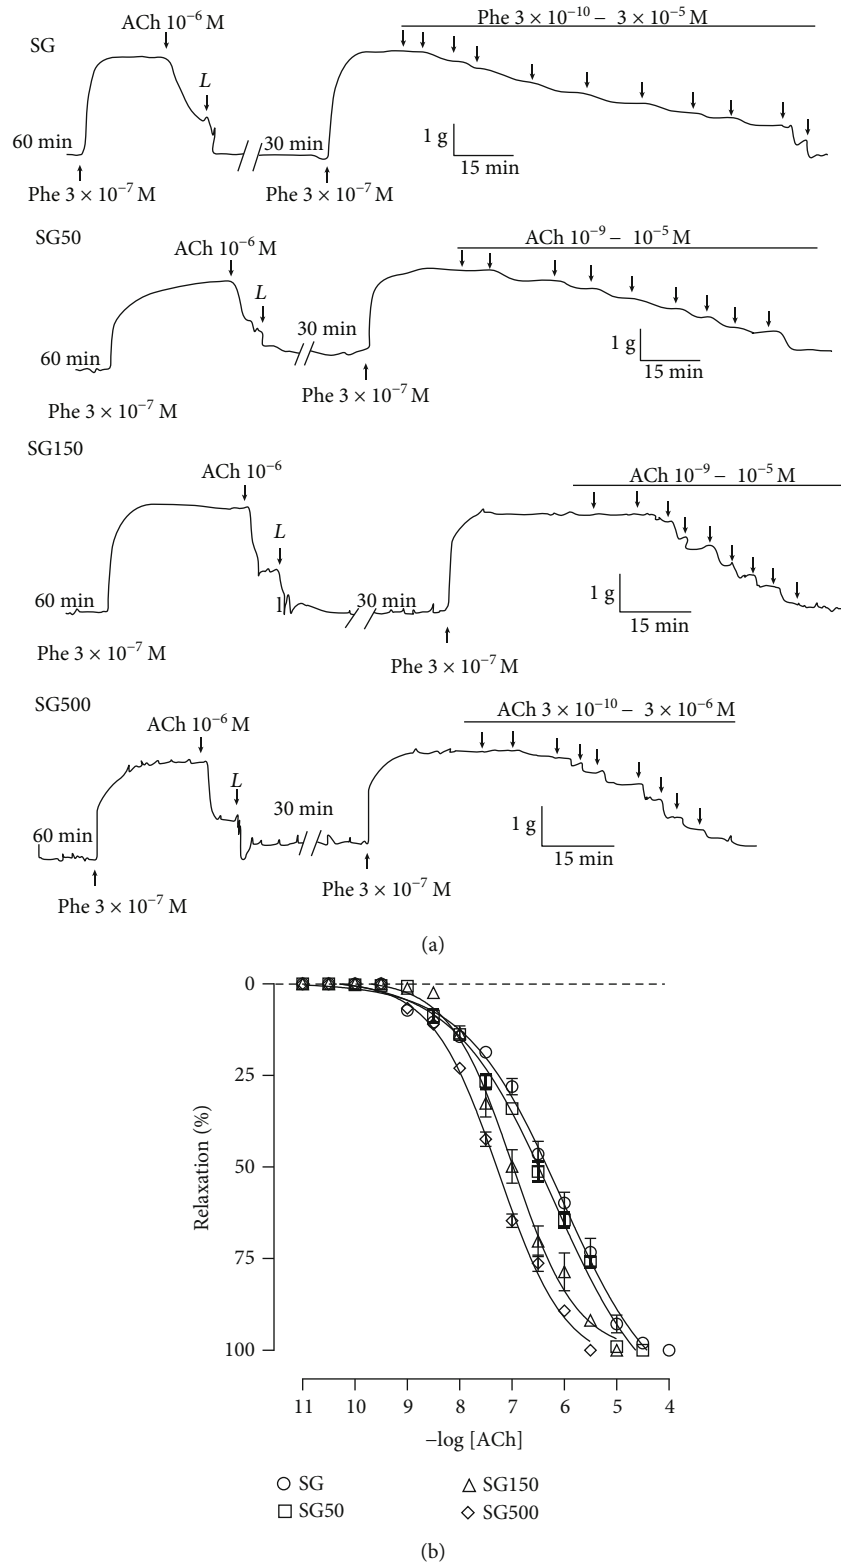 SG
ACh 10⁻⁶ M
Phe 3 × 10⁻¹⁰ – 3 × 10⁻⁵ M
L
60 min
30 min
1 g
15 min
Phe 3 × 10⁻⁷ M
Phe 3 × 10⁻⁷ M
SG50
ACh 10⁻⁶ M
ACh 10⁻⁹ – 10⁻⁵ M
L
30 min
60 min
1 g
15 min
Phe 3 × 10⁻⁷ M
Phe 3 × 10⁻⁷ M
SG150
ACh 10⁻⁶
ACh 10⁻⁹ – 10⁻⁵ M
L
60 min
l
30 min
1 g
15 min
Phe 3 × 10⁻⁷ M
Phe 3 × 10⁻⁷ M
SG500
ACh 10⁻⁶ M
ACh 3 × 10⁻¹⁰ – 3 × 10⁻⁶ M
L
30 min
60 min
1 g
15 min
Phe 3 × 10⁻⁷ M
Phe 3 × 10⁻⁷ M
(a)
0
25
50
75
100
Relaxation (%)
11 10 9 8 7 6 5 4
–log [ACh]
SG
SG150
SG50
SG500
(b)